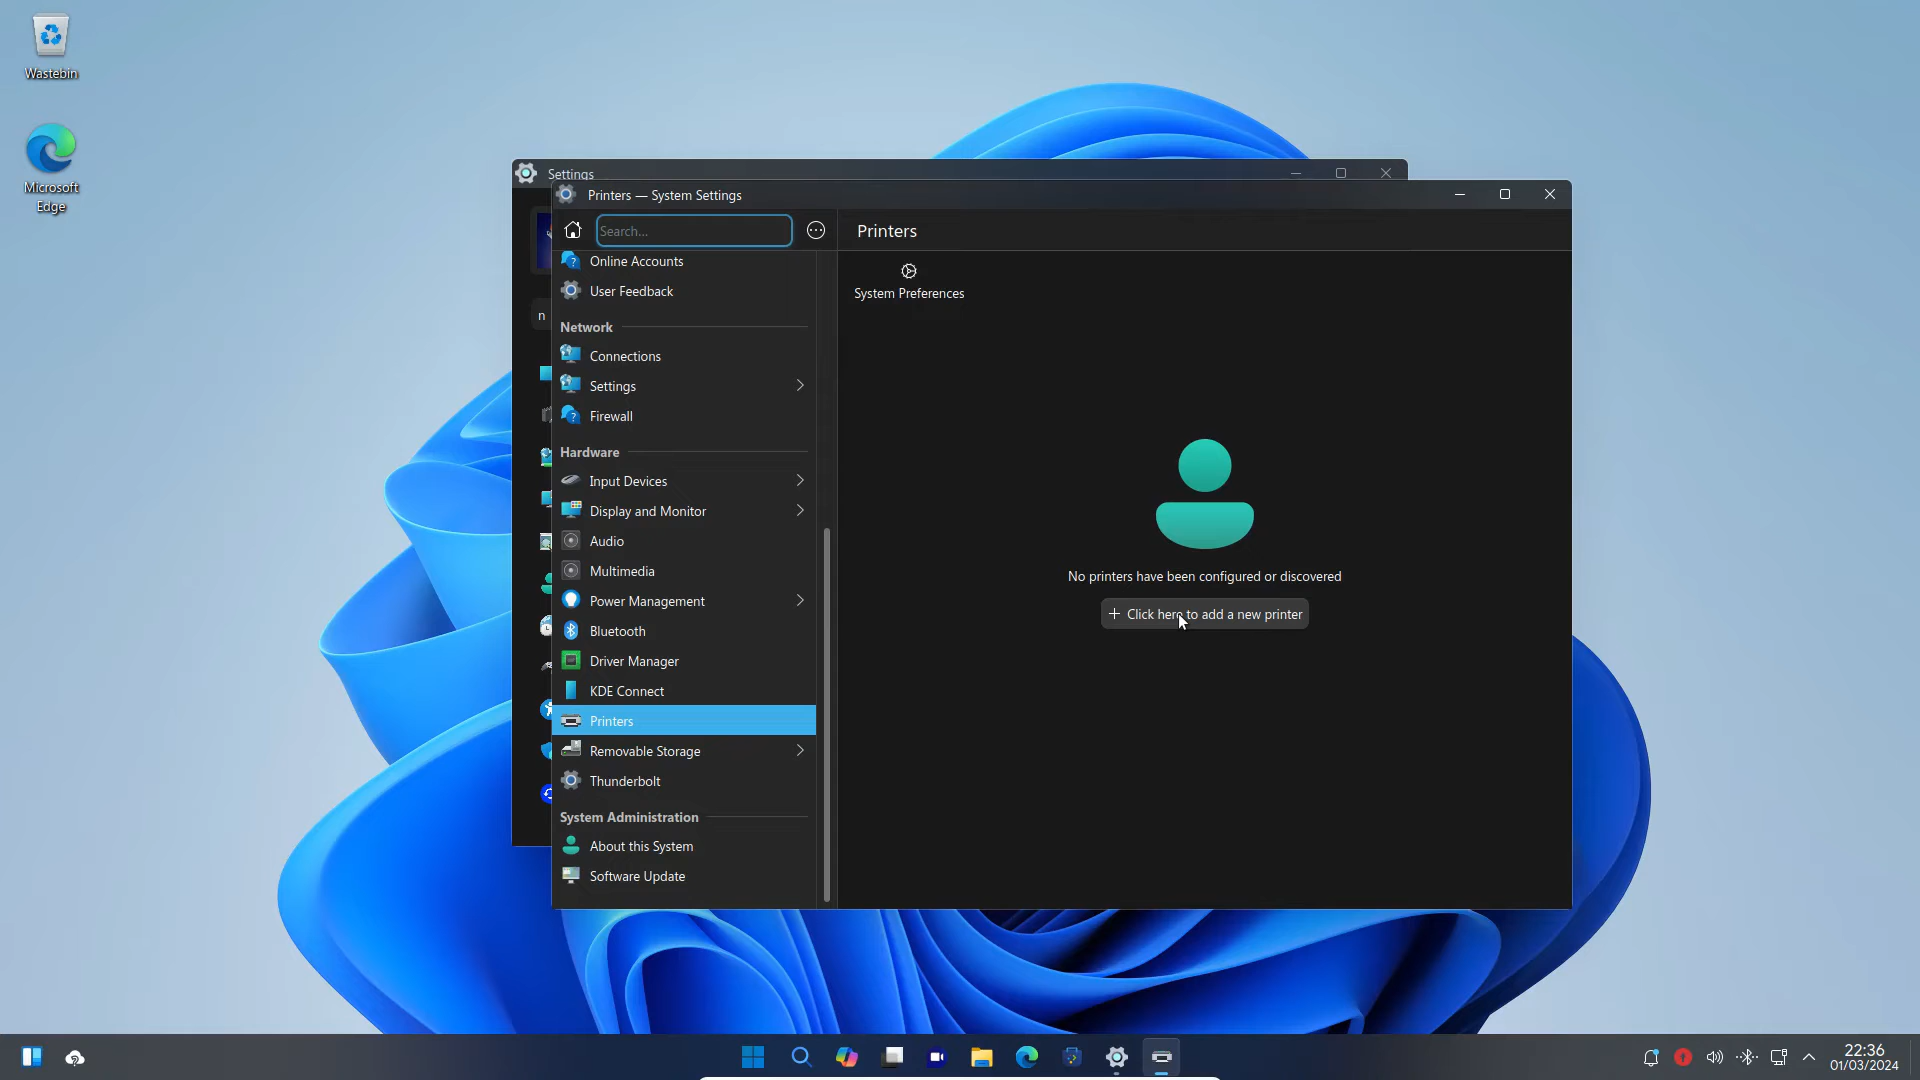 Wastebin
Microsoft
Edge
Settings
n
Printers — System Settings
Search...
Online Accounts
User Feedback
Network
Connections
Settings
Firewall
Hardware
Input Devices
Display and Monitor
Audio
Multimedia
Power Management
Bluetooth
Driver Manager
KDE Connect
Printers
Removable Storage
Thunderbolt
System Administration
About this System
Software Update
Printers
System Preferences
No printers have been configured or discovered
Click here to add a new printer
22:36
01/03/2024